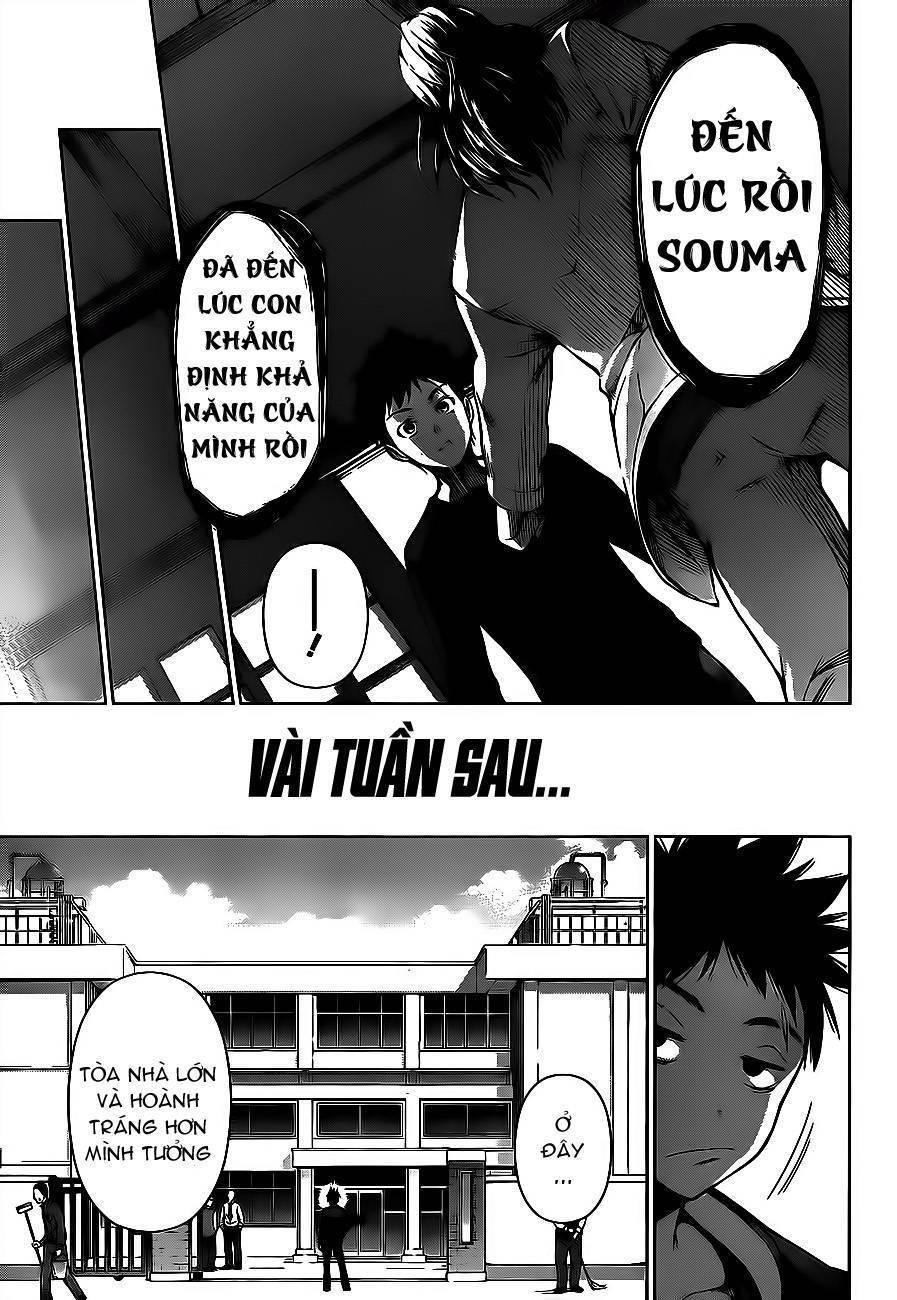 ĐẾN
LÚC RỒI
SOUMA
ĐÃ ĐẾN
LÚC CON
KHẲNG
ĐỊNH KHẢ
NĂNG CỦA
MÌNH RỒI
!
VÀI TUẦN SAU...
Ở
ĐÂY
...
TÒA NHÀ LỚN
VÀ HOÀNH
TRÁNG HƠN
MÌNH TƯỞNG